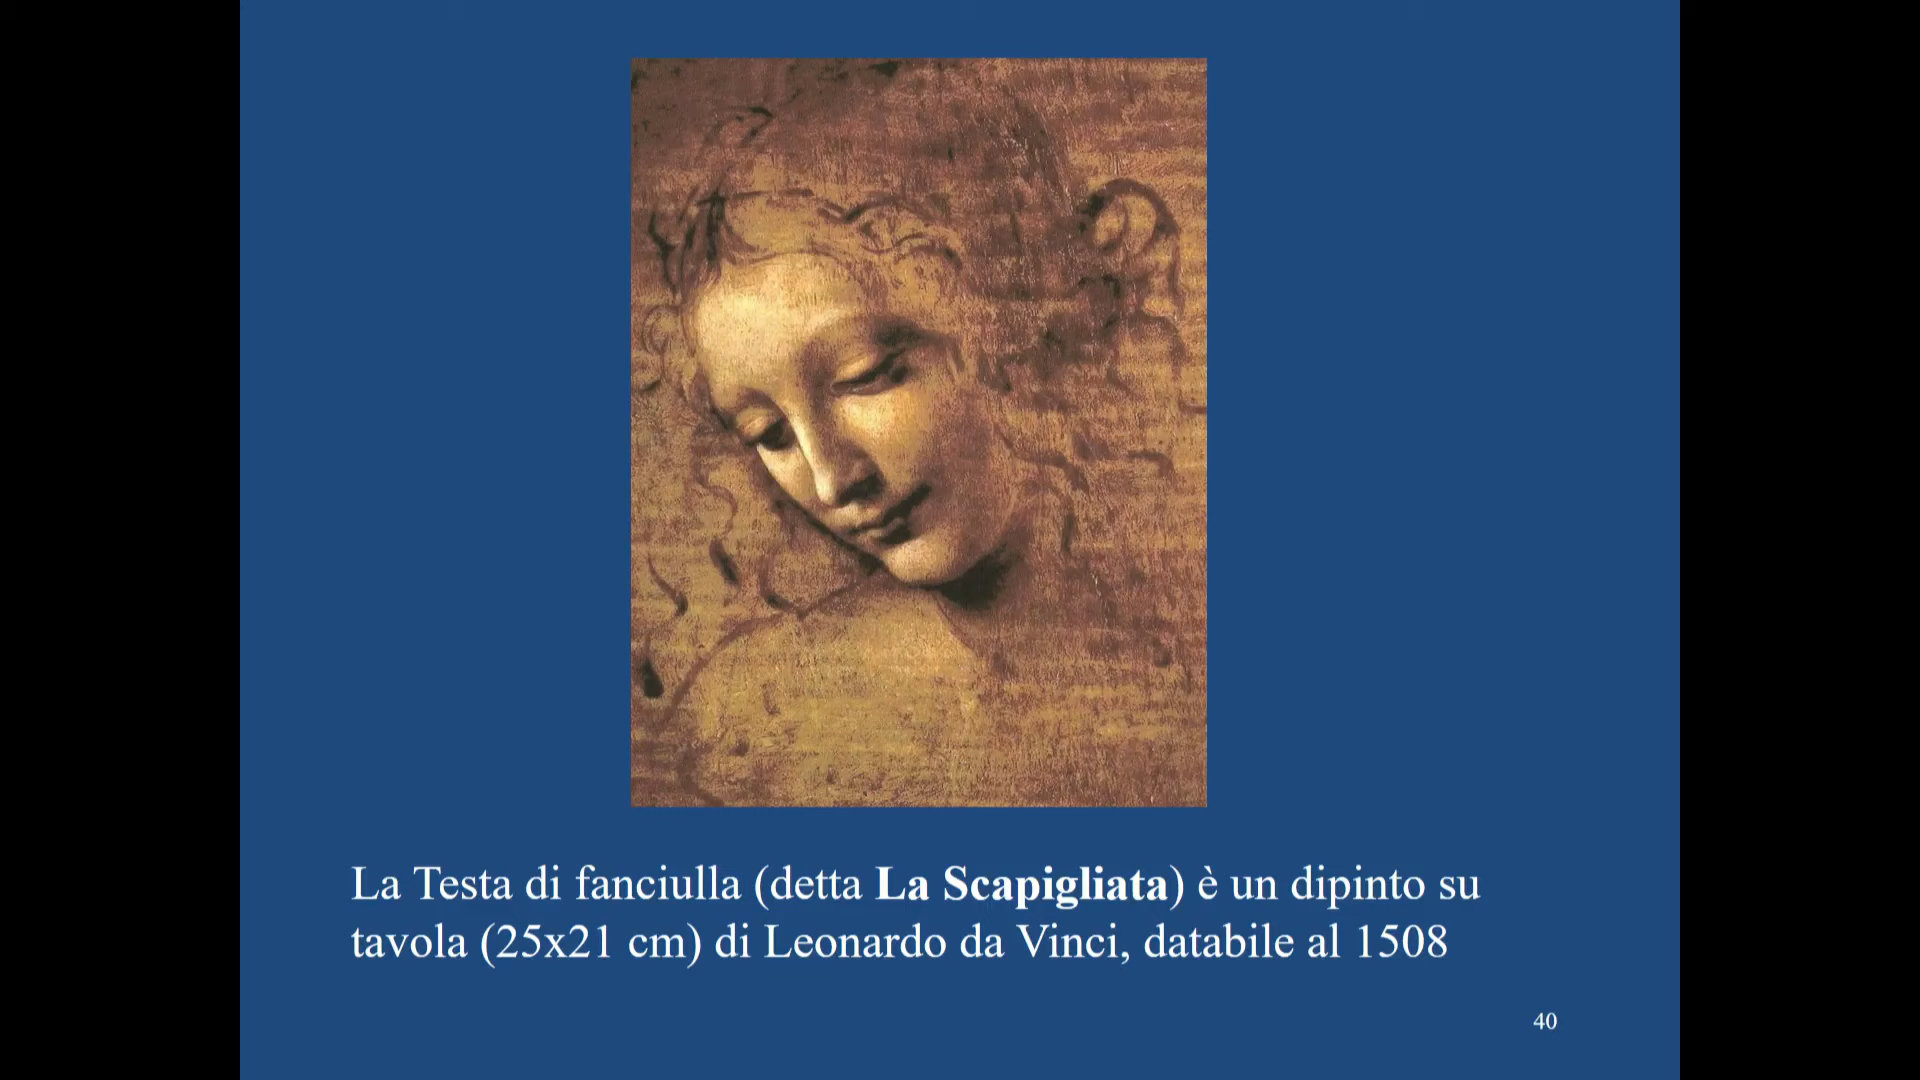 La Testa di fanciulla (detta La Scapigliata) è un dipinto su
tavola (25x21 cm) di Leonardo da Vinci, databile al 1508
40